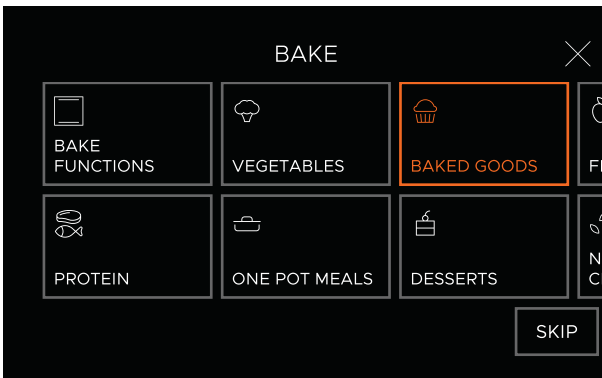 BAKE
BAKE
FUNCTIONS
VEGETABLES
BAKED GOODS
PROTEIN
ONE POT MEALS
DESSERTS
SKIP